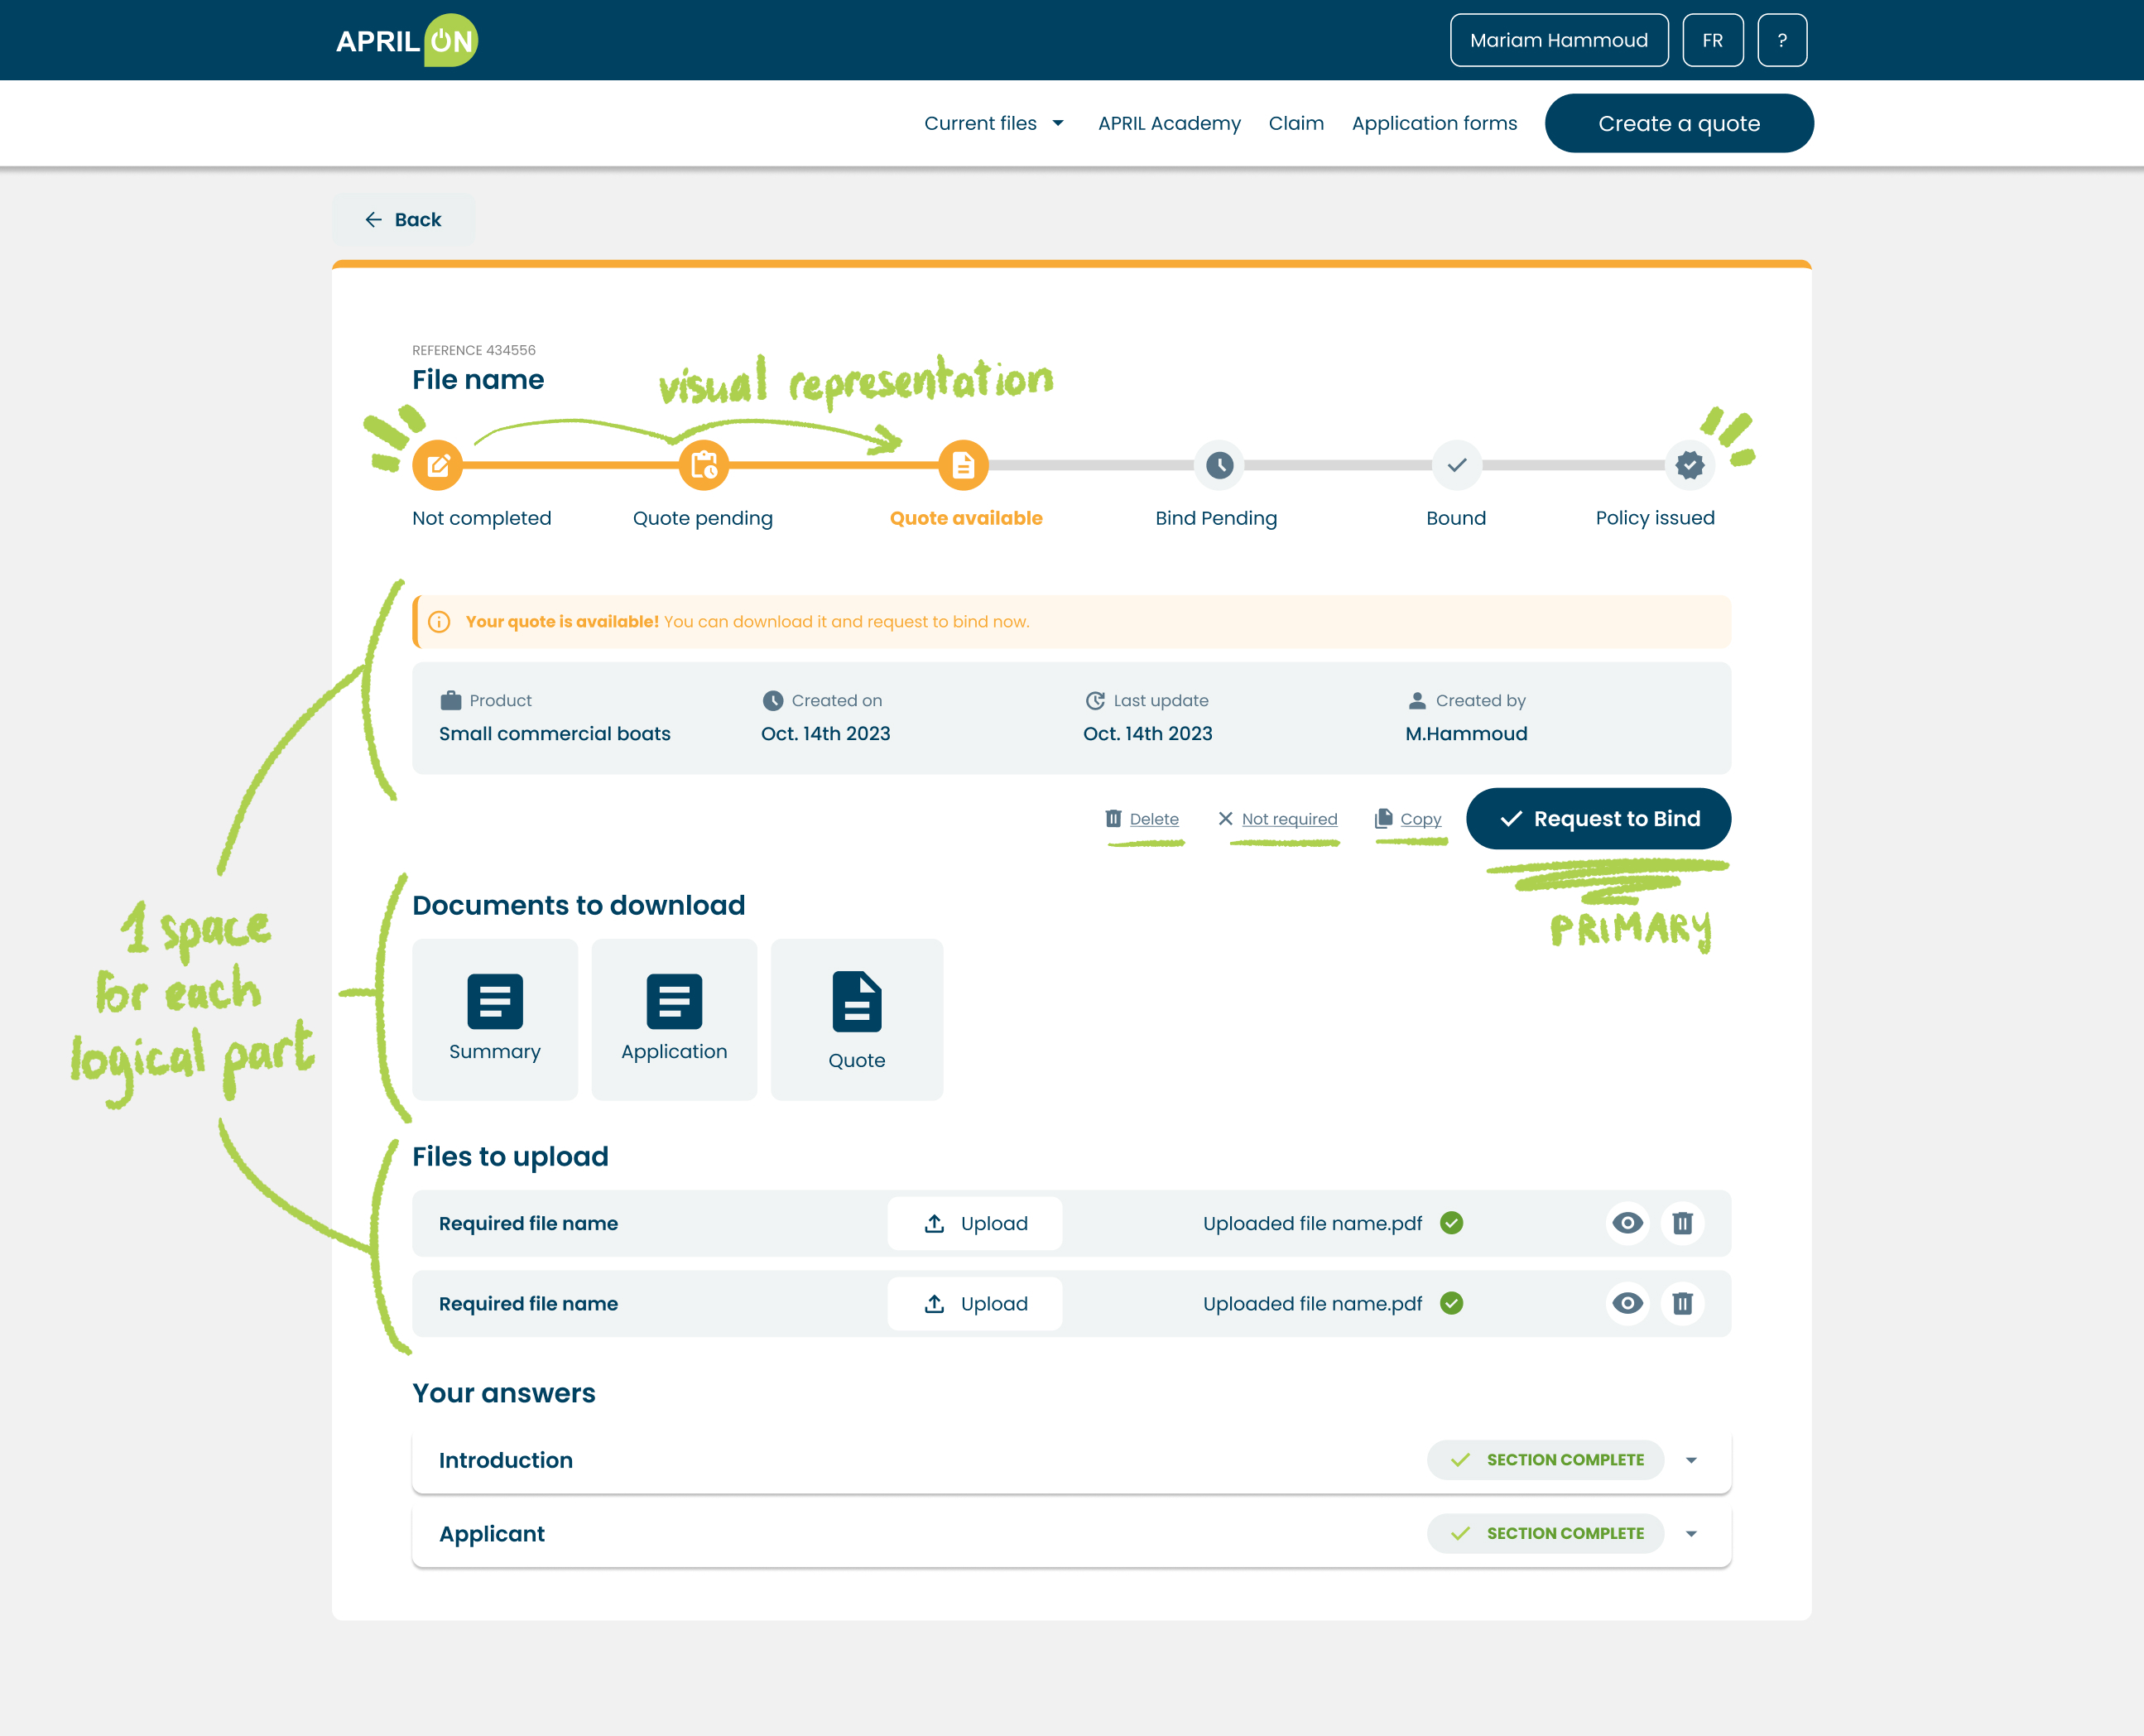 APRIL ON
Mariam Hammoud
FR
?
Current files
APRIL Academy
Claim
Application forms
Create a quote
Back
REFERENCE 434556
File name
visual representation
Not completed
Quote pending
Quote available
Bind Pending
Bound
Policy issued
Your quote is available! You can download it and request to bind now.
Product
Created on
Last update
Created by
Small commercial boats
Oct. 14th 2023
Oct. 14th 2023
M.Hammoud
Delete
Not required
Copy
Request to Bind
PRIMARY
1 space
for each
logical part
Documents to download
Summary
Application
Quote
Files to upload
Required file name
Upload
Uploaded file name.pdf
Required file name
Upload
Uploaded file name.pdf
Your answers
Introduction
SECTION COMPLETE
Applicant
SECTION COMPLETE